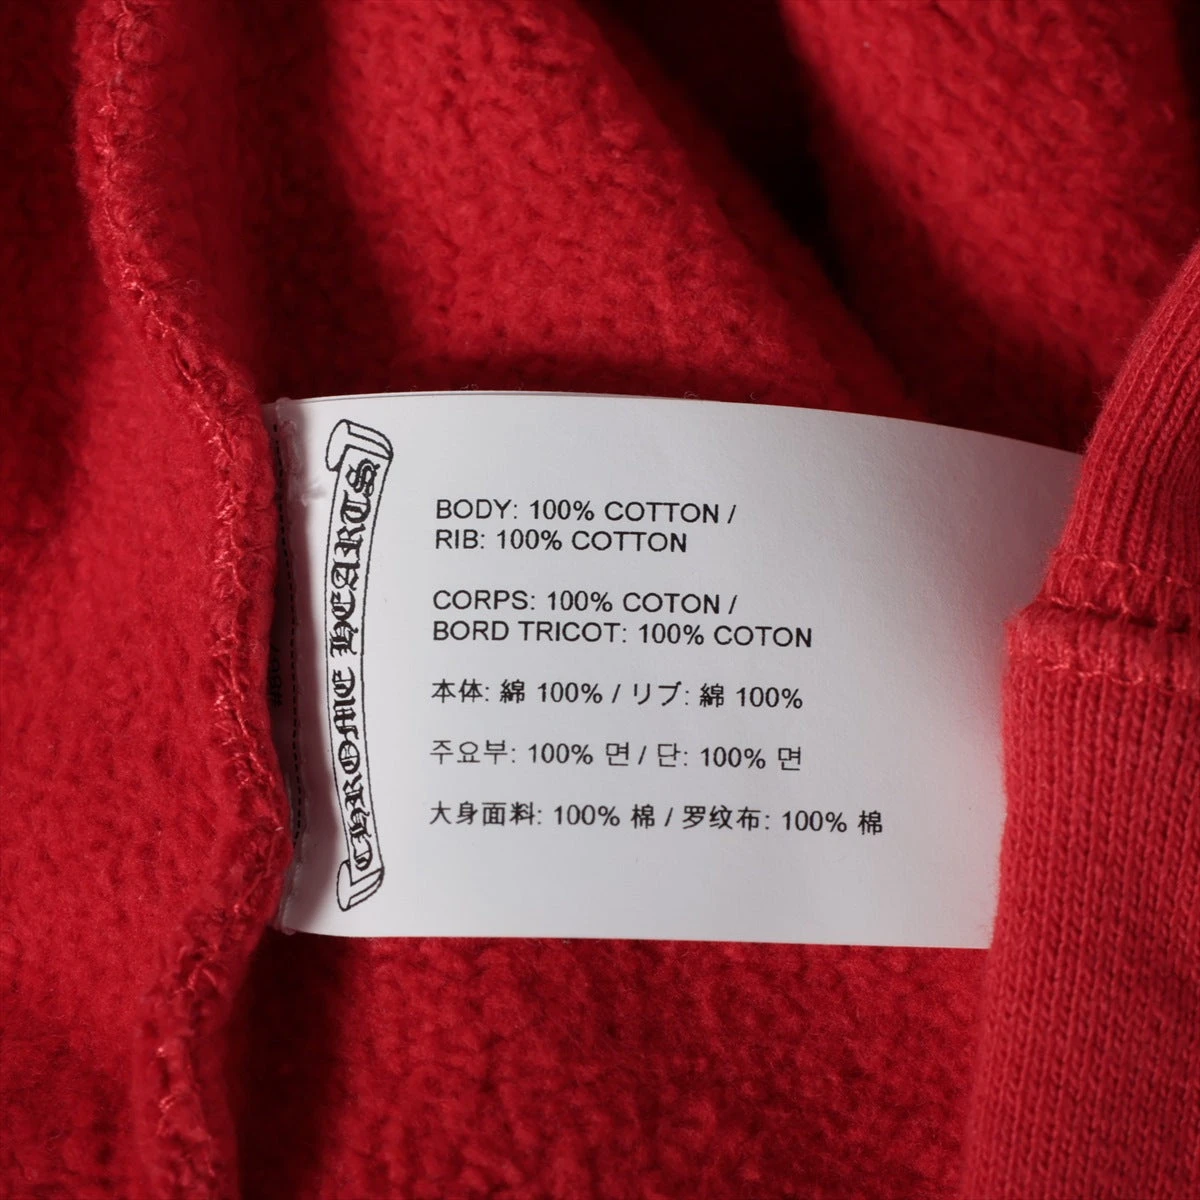 CHROME HEARTS
BODY: 100% COTTON /
RIB: 100% COTTON
CORPS: 100% COTON /
BORD TRICOT: 100% COTON
本体: 綿 100% / リブ: 綿 100%
주요부: 100% 면 / 단: 100% 면
大身面料: 100% 棉 / 罗纹布: 100% 棉